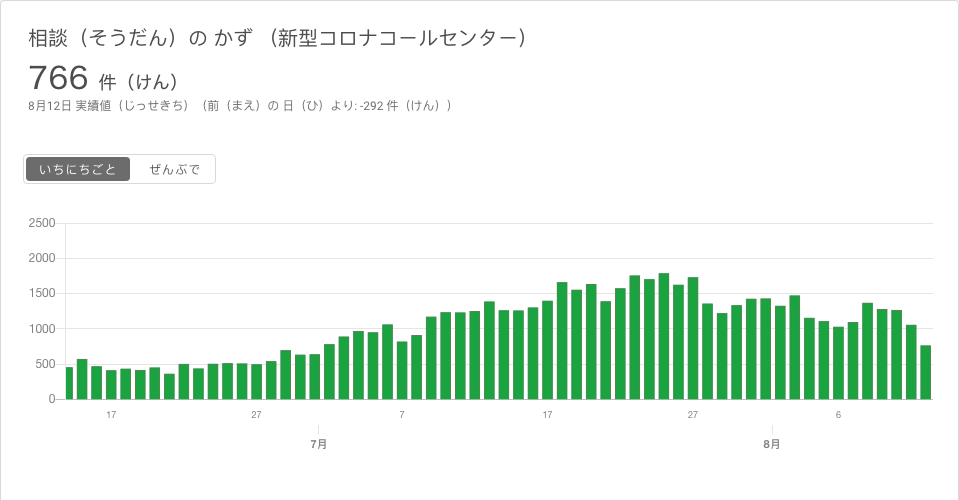 相談（そうだん）の かず （新型コロナコールセンター）
766 件（けん）
8月12日 実績値（じっせきち）（前（まえ）の 日（ひ）より: -292 件（けん））
いちにちごと ぜんぶで
2500
2000
1500
1000
500
0
17 27 7 17 27 6
7月 8月